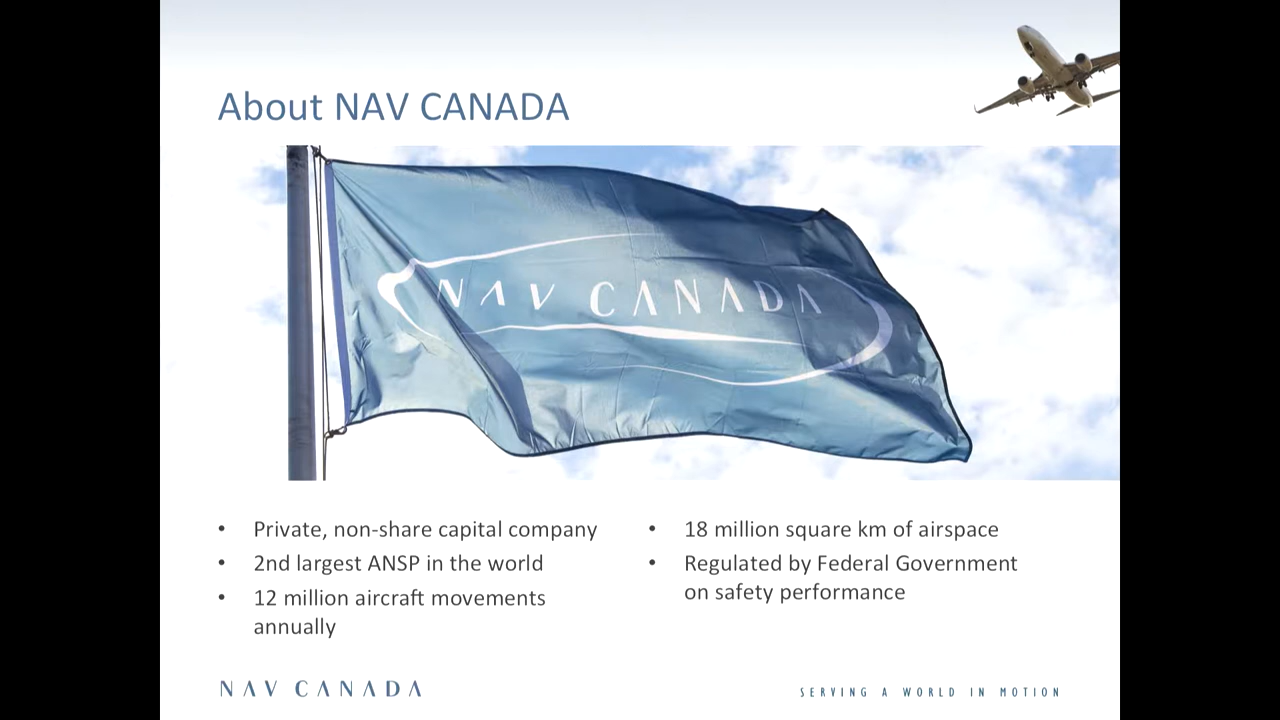 About NAV CANADA
NAV CANADA
• Private, non-share capital company
• 2nd largest ANSP in the world
• 12 million aircraft movements
annually
• 18 million square km of airspace
• Regulated by Federal Government
on safety performance
NAV CANADA
SERVING A WORLD IN MOTION